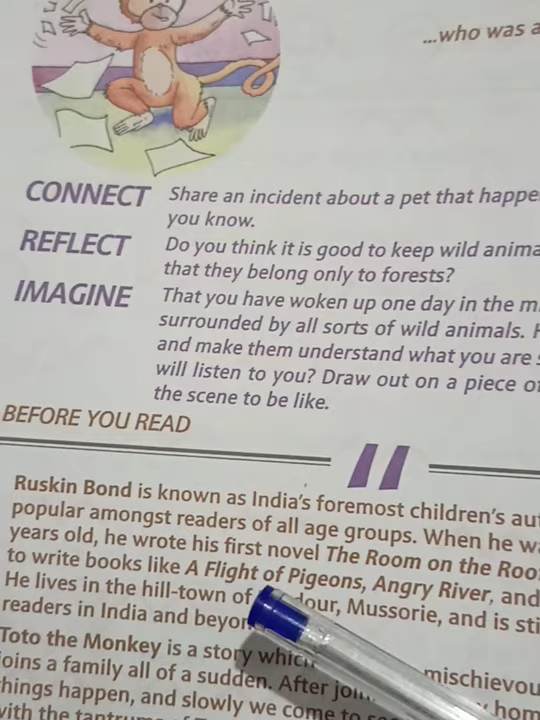 ...who was a
CONNECT Share an incident about a pet that happe
you know.
REFLECT Do you think it is good to keep wild anima
that they belong only to forests?
IMAGINE That you have woken up one day in the m
surrounded by all sorts of wild animals. H
and make them understand what you are s
will listen to you? Draw out on a piece of
the scene to be like.
BEFORE YOU READ
"
Ruskin Bond is known as India's foremost children's au
popular amongst readers of all age groups. When he wa
years old, he wrote his first novel The Room on the Roo
to write books like A Flight of Pigeons, Angry River, and
He lives in the hill-town of dour, Mussorie, and is sti
readers in India and beyon
Toto the Monkey is a story which mischievou
joins a family all of a sudden. After join hom
things happen, and slowly we come to
with the tantrums